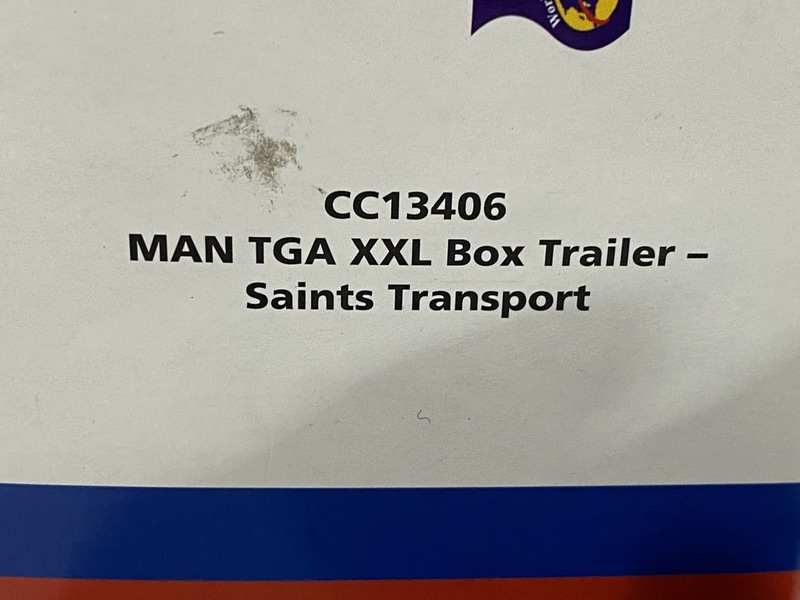 CC13406
MAN TGA XXL Box Trailer –
Saints Transport